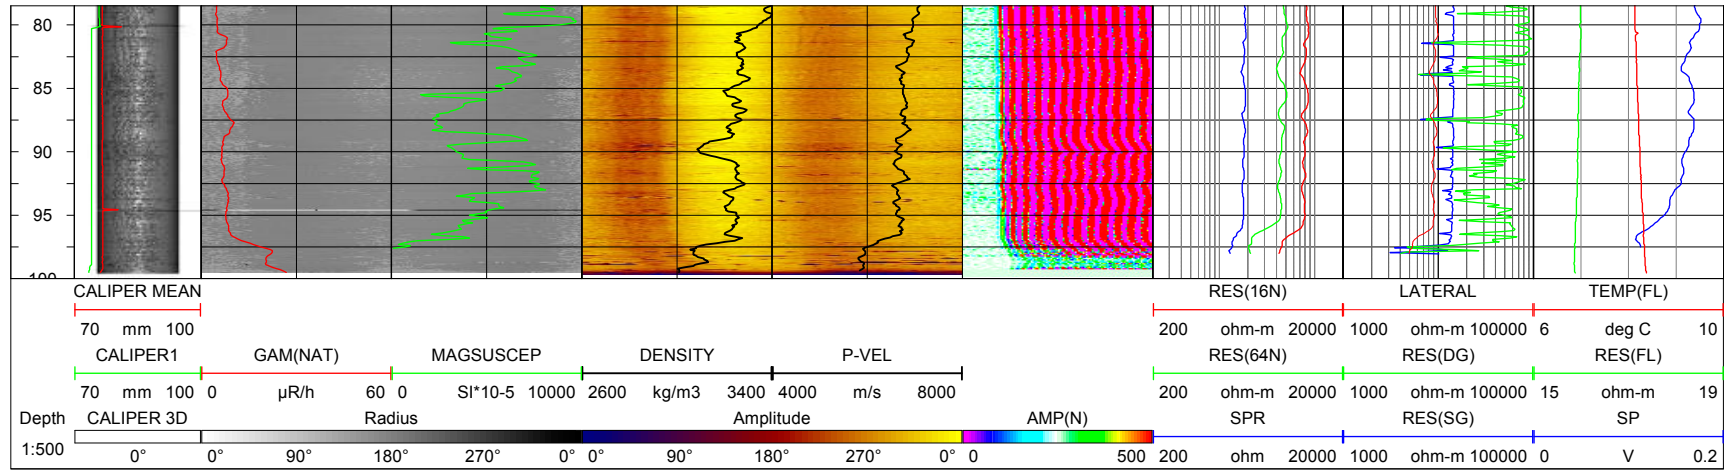 80
85
90
95
100
CALIPER MEAN RES(16N) LATERAL TEMP(FL)
70 mm 100 200 ohm-m 20000 1000 ohm-m 100000 6 deg C 10
CALIPER1 GAM(NAT) MAGSUSCEP DENSITY P-VEL RES(64N) RES(DG) RES(FL)
70 mm 100 0 µR/h 60 0 SI*10-5 10000 2600 kg/m3 3400 4000 m/s 8000 200 ohm-m 20000 1000 ohm-m 100000 15 ohm-m 19
Depth CALIPER 3D Radius Amplitude AMP(N) SPR RES(SG) SP
1:500 0° 0° 90° 180° 270° 0° 0° 90° 180° 270° 0° 0 500 200 ohm 20000 1000 ohm-m 100000 0 V 0.2